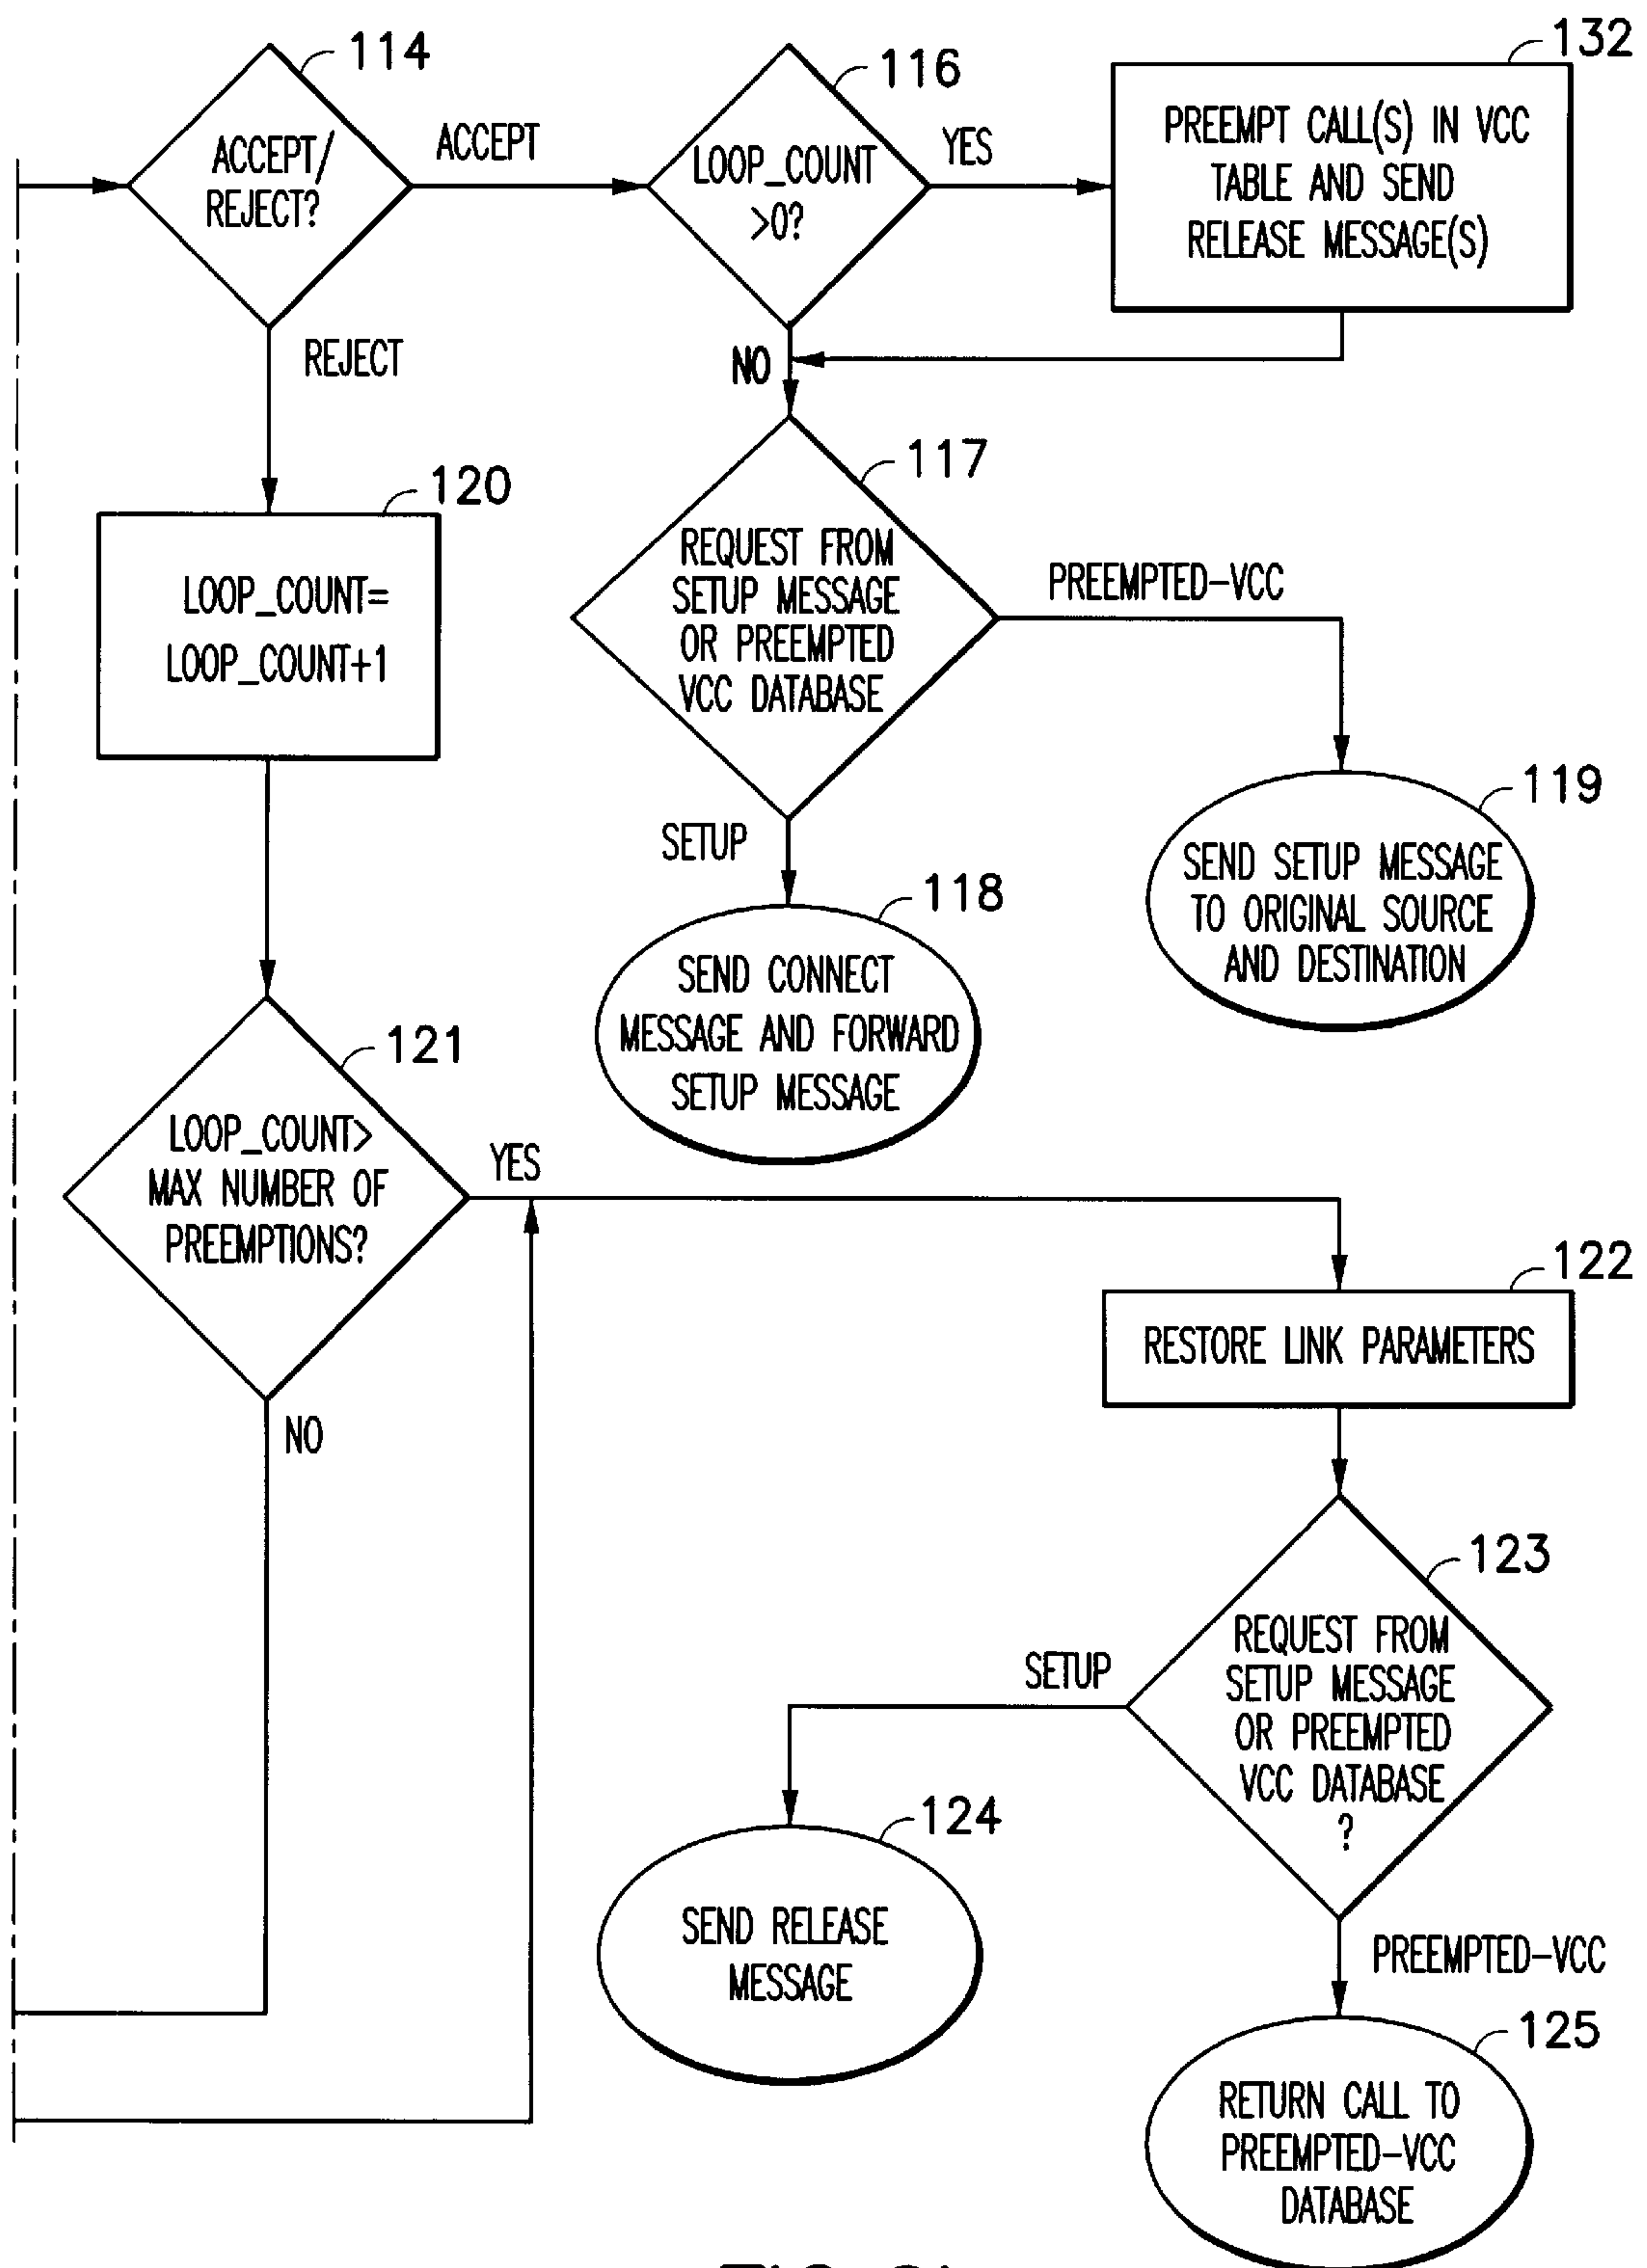 114
ACCEPT/
REJECT?
ACCEPT
REJECT
116
LOOP_COUNT
>0?
YES
NO
132
PREEMPT CALL(S) IN VCC
TABLE AND SEND
RELEASE MESSAGE(S)
120
LOOP_COUNT=
LOOP_COUNT+1
117
REQUEST FROM
SETUP MESSAGE
OR PREEMPTED
VCC DATABASE
PREEMPTED-VCC
SETUP
119
SEND SETUP MESSAGE
TO ORIGINAL SOURCE
AND DESTINATION
118
SEND CONNECT
MESSAGE AND FORWARD
SETUP MESSAGE
121
LOOP_COUNT>
MAX NUMBER OF
PREEMPTIONS?
YES
NO
122
RESTORE LINK PARAMETERS
123
REQUEST FROM
SETUP MESSAGE
OR PREEMPTED
VCC DATABASE
?
SETUP
PREEMPTED-VCC
124
SEND RELEASE
MESSAGE
125
RETURN CALL TO
PREEMPTED-VCC
DATABASE